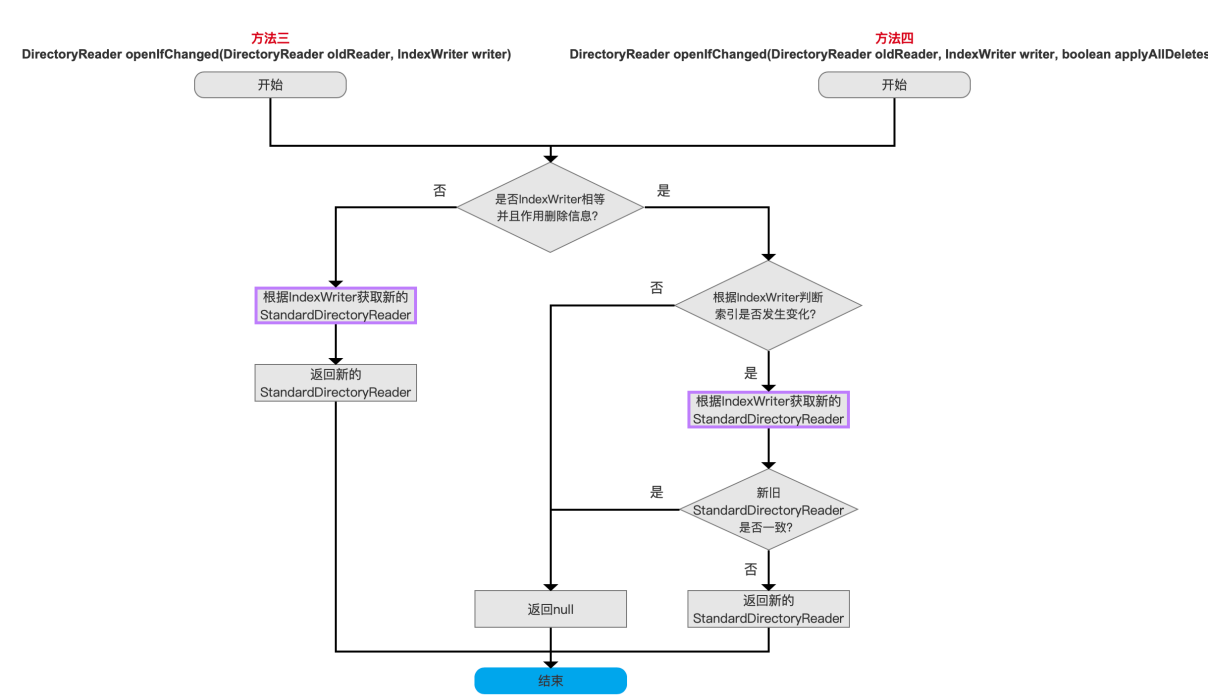 方法三
DirectoryReader openIfChanged(DirectoryReader oldReader, IndexWriter writer)
方法四
DirectoryReader openIfChanged(DirectoryReader oldReader, IndexWriter writer, boolean applyAllDeletes
开始
开始
否
是否IndexWriter相等
并且作用删除信息?
是
否
根据IndexWriter判断
索引是否发生变化?
根据IndexWriter获取新的
StandardDirectoryReader
返回新的
StandardDirectoryReader
是
根据IndexWriter获取新的
StandardDirectoryReader
是
新旧
StandardDirectoryReader
是否一致?
否
返回null
返回新的
StandardDirectoryReader
结束